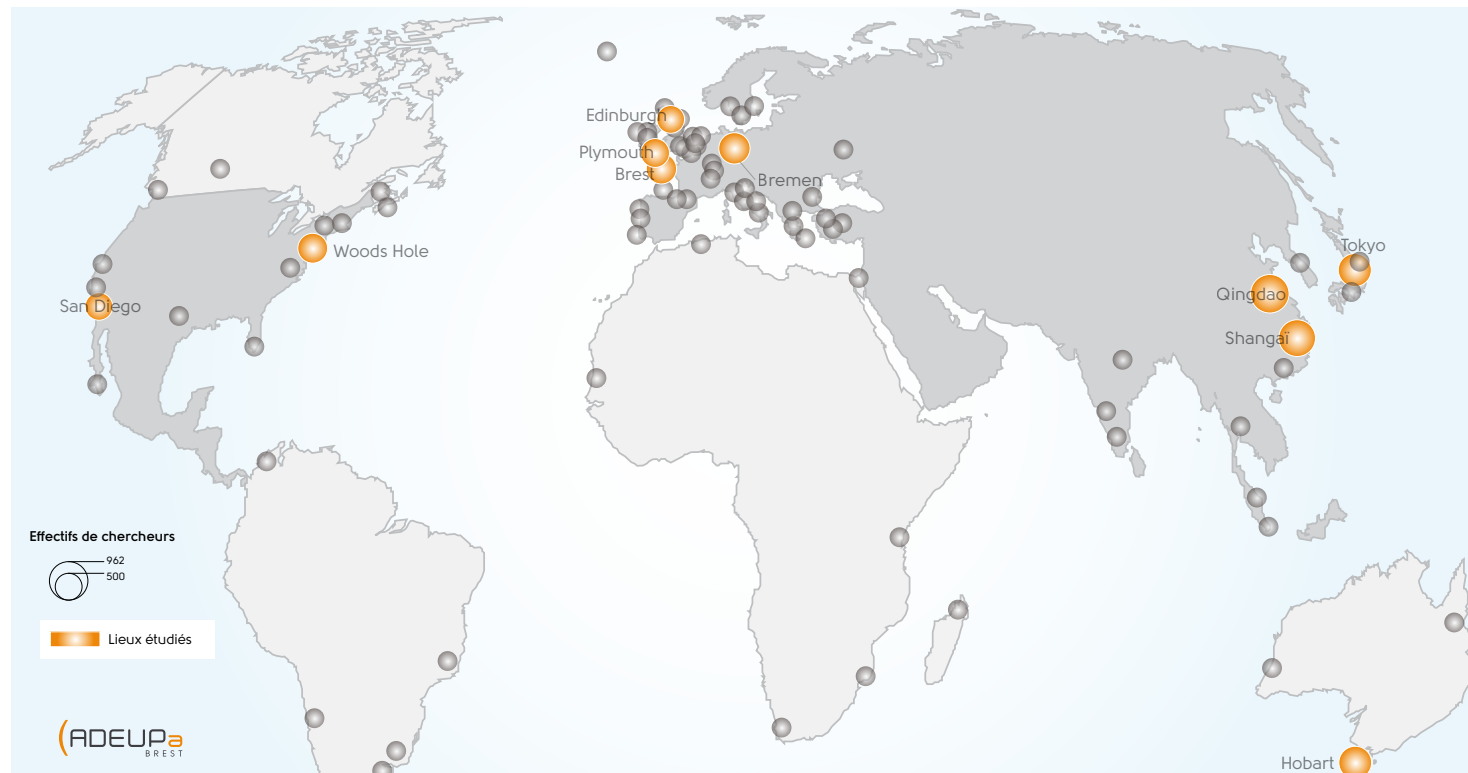 Edinburgh
Plymouth
Brest
Bremen
Woods Hole
San Diego
Tokyo
Qingdao
Shangaï
Hobart
Effectifs de chercheurs
962
500
Lieux étudiés
ADEUPa
BREST